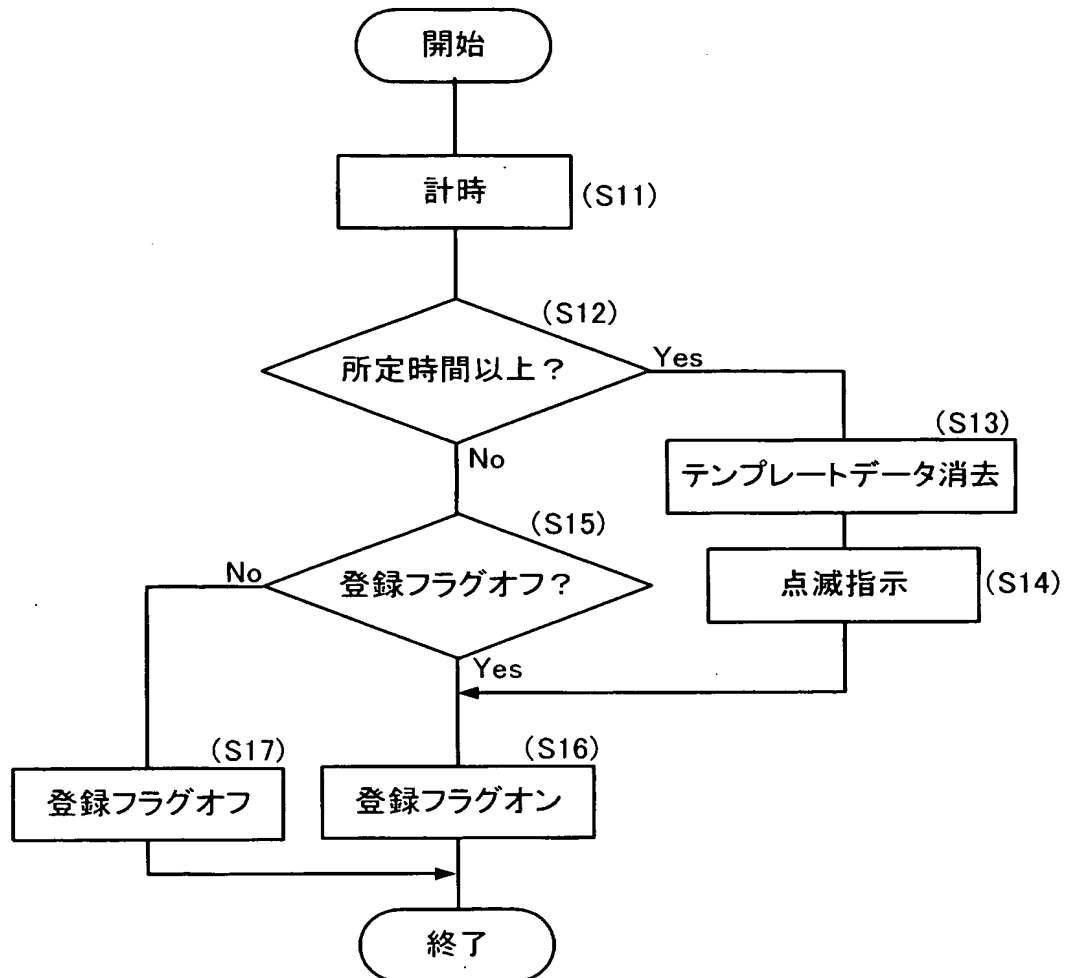 開始
計時
(S11)
(S12)
所定時間以上?
Yes
No
(S13)
テンプレートデータ消去
点滅指示
(S14)
(S15)
登録フラグオフ?
No
Yes
(S17)
登録フラグオフ
(S16)
登録フラグオン
終了